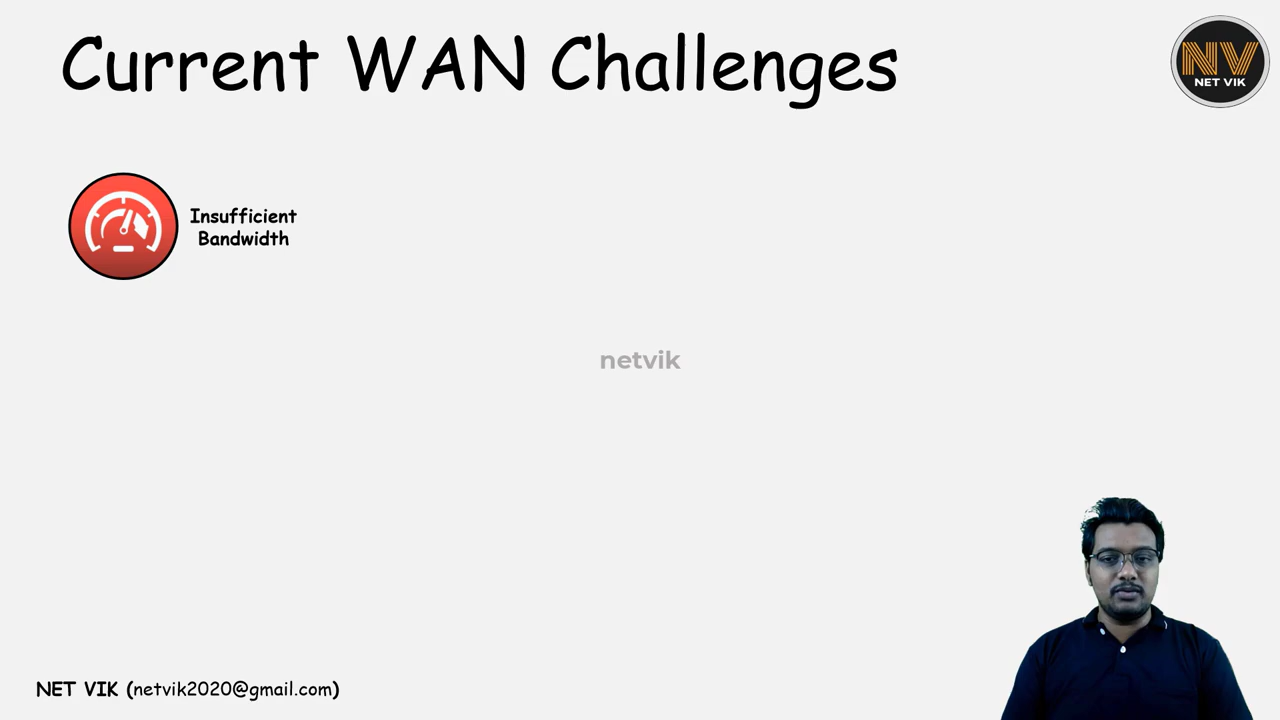 Current WAN Challenges
NV
NET VIK
Insufficient
Bandwidth
netvik
NET VIK (netvik2020@gmail.com)